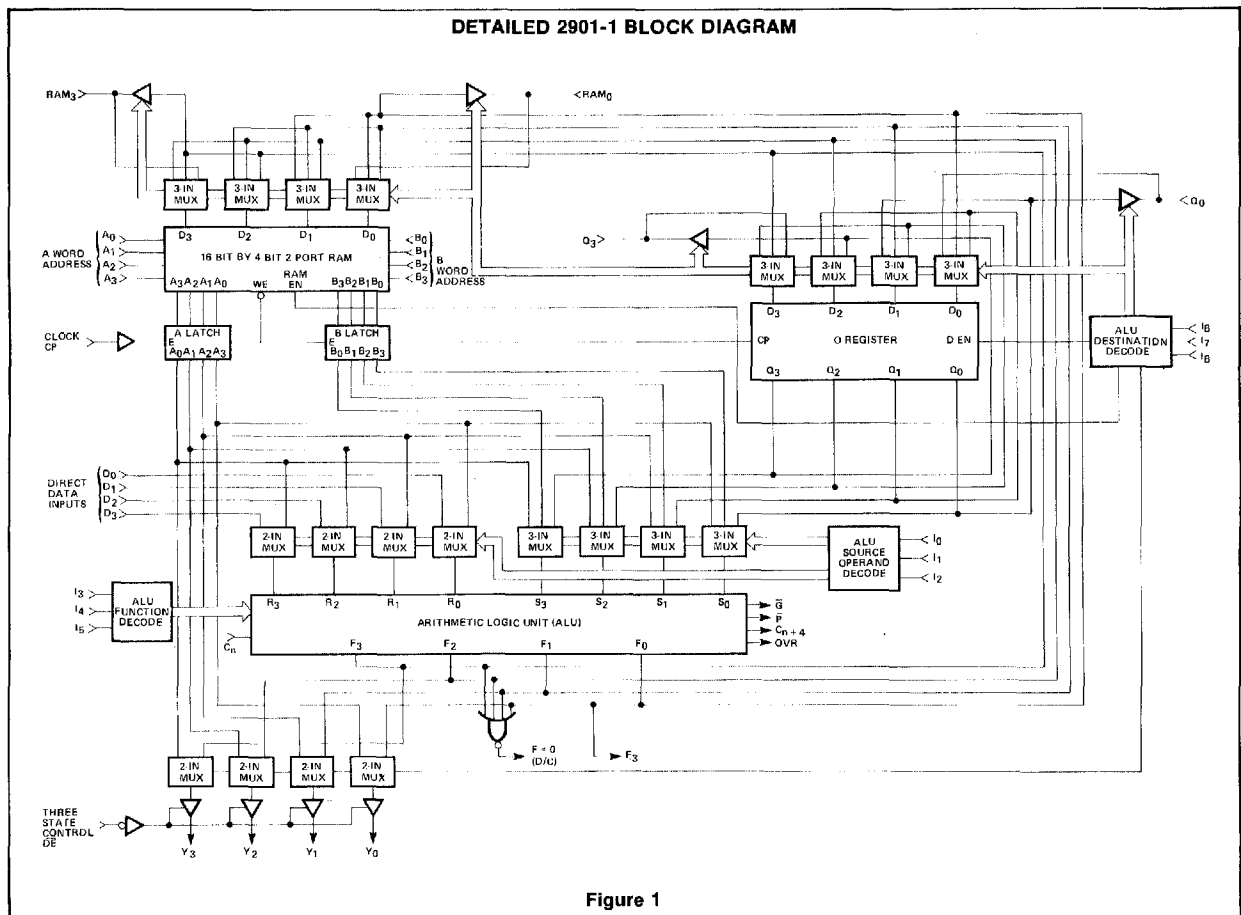 DETAILED 2901-1 BLOCK DIAGRAM
RAM3
RAM0
3-IN MUX
3-IN MUX
3-IN MUX
3-IN MUX
Q0
Q3
D3 D2 D1 D0
16 BIT BY 4 BIT 2 PORT RAM
RAM EN
WE
A3 A2 A1 A0
B3 B2 B1 B0
A WORD ADDRESS
A0
A1
A2
A3
B0
B1
B2
B3
B WORD ADDRESS
3-IN MUX
3-IN MUX
3-IN MUX
3-IN MUX
D3 D2 D1 D0
CP O REGISTER D EN
Q3 Q2 Q1 Q0
ALU DESTINATION DECODE
I6
I7
I8
CLOCK CP
A LATCH
E
A0 A1 A2 A3
B LATCH
E
B0 B1 B2 B3
DIRECT DATA INPUTS
D0
D1
D2
D3
2-IN MUX
2-IN MUX
2-IN MUX
2-IN MUX
3-IN MUX
3-IN MUX
3-IN MUX
3-IN MUX
ALU SOURCE OPERAND DECODE
I0
I1
I2
I3
I4
I5
ALU FUNCTION DECODE
R3 R2 R1 R0 S3 S2 S1 S0
ARITHMETIC LOGIC UNIT (ALU)
Cn
F3 F2 F1 F0
G̅
P̅
Cn+4
OVR
F = 0
(D/C)
F3
2-IN MUX
2-IN MUX
2-IN MUX
2-IN MUX
THREE STATE CONTROL O̅E̅
Y3 Y2 Y1 Y0
Figure 1